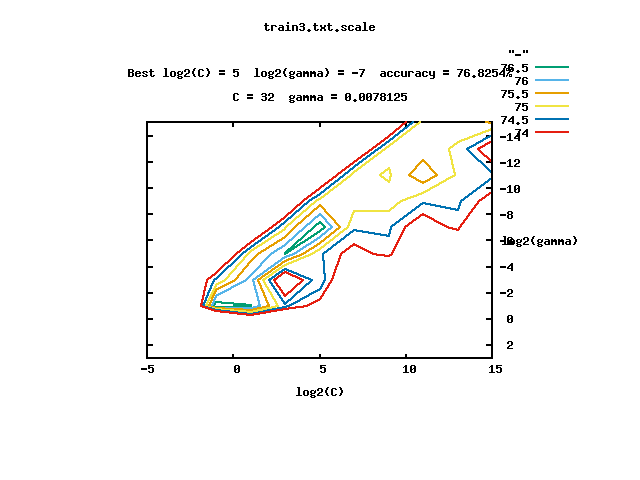 train3.txt.scale
"-"
Best log2(C) = 5  log2(gamma) = -7  accuracy = 76.8254%
76.5
76
C = 32  gamma = 0.0078125
75.5
75
74.5
74
-14
-12
-10
-8
-6
log2(gamma)
-4
-2
0
2
-5 0 5 10 15
log2(C)